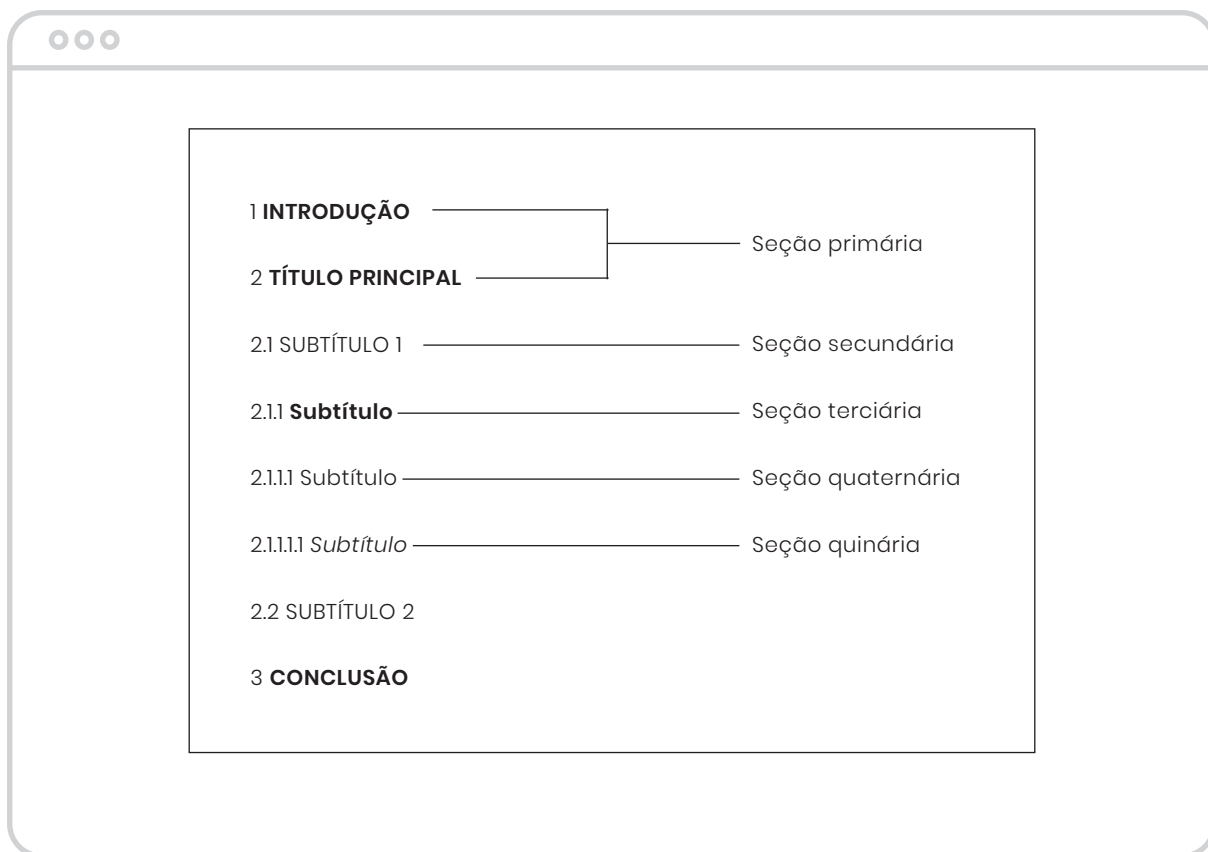 1 INTRODUÇÃO
Seção primária
2 TÍTULO PRINCIPAL
2.1 SUBTÍTULO 1 Seção secundária
2.1.1 Subtítulo Seção terciária
2.1.1.1 Subtítulo Seção quaternária
2.1.1.1.1 Subtítulo Seção quinária
2.2 SUBTÍTULO 2
3 CONCLUSÃO